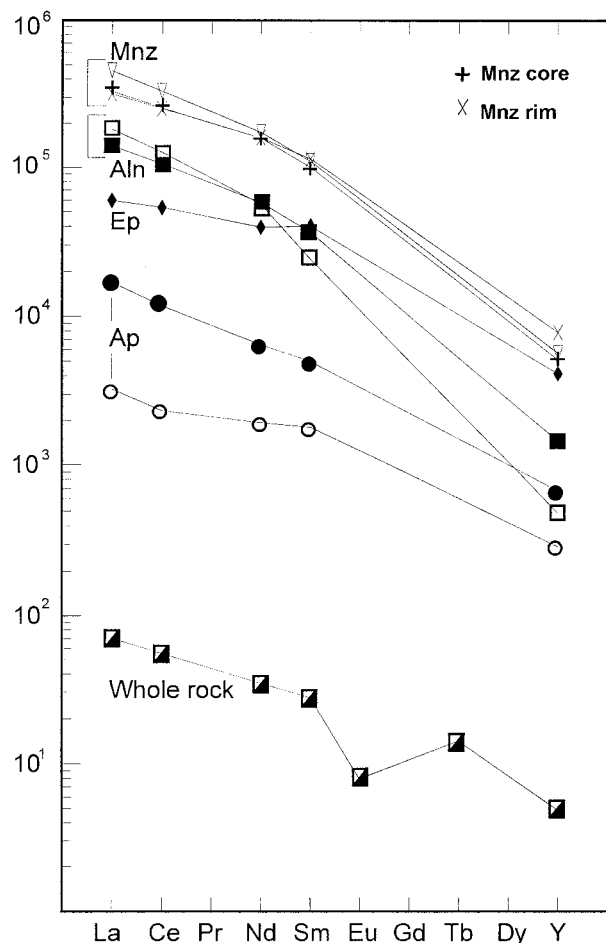 10^6
Mnz
+ Mnz core
× Mnz rim
10^5
Aln
Ep
10^4
Ap
10^3
10^2
Whole rock
10^1
La Ce Pr Nd Sm Eu Gd Tb Dy Y